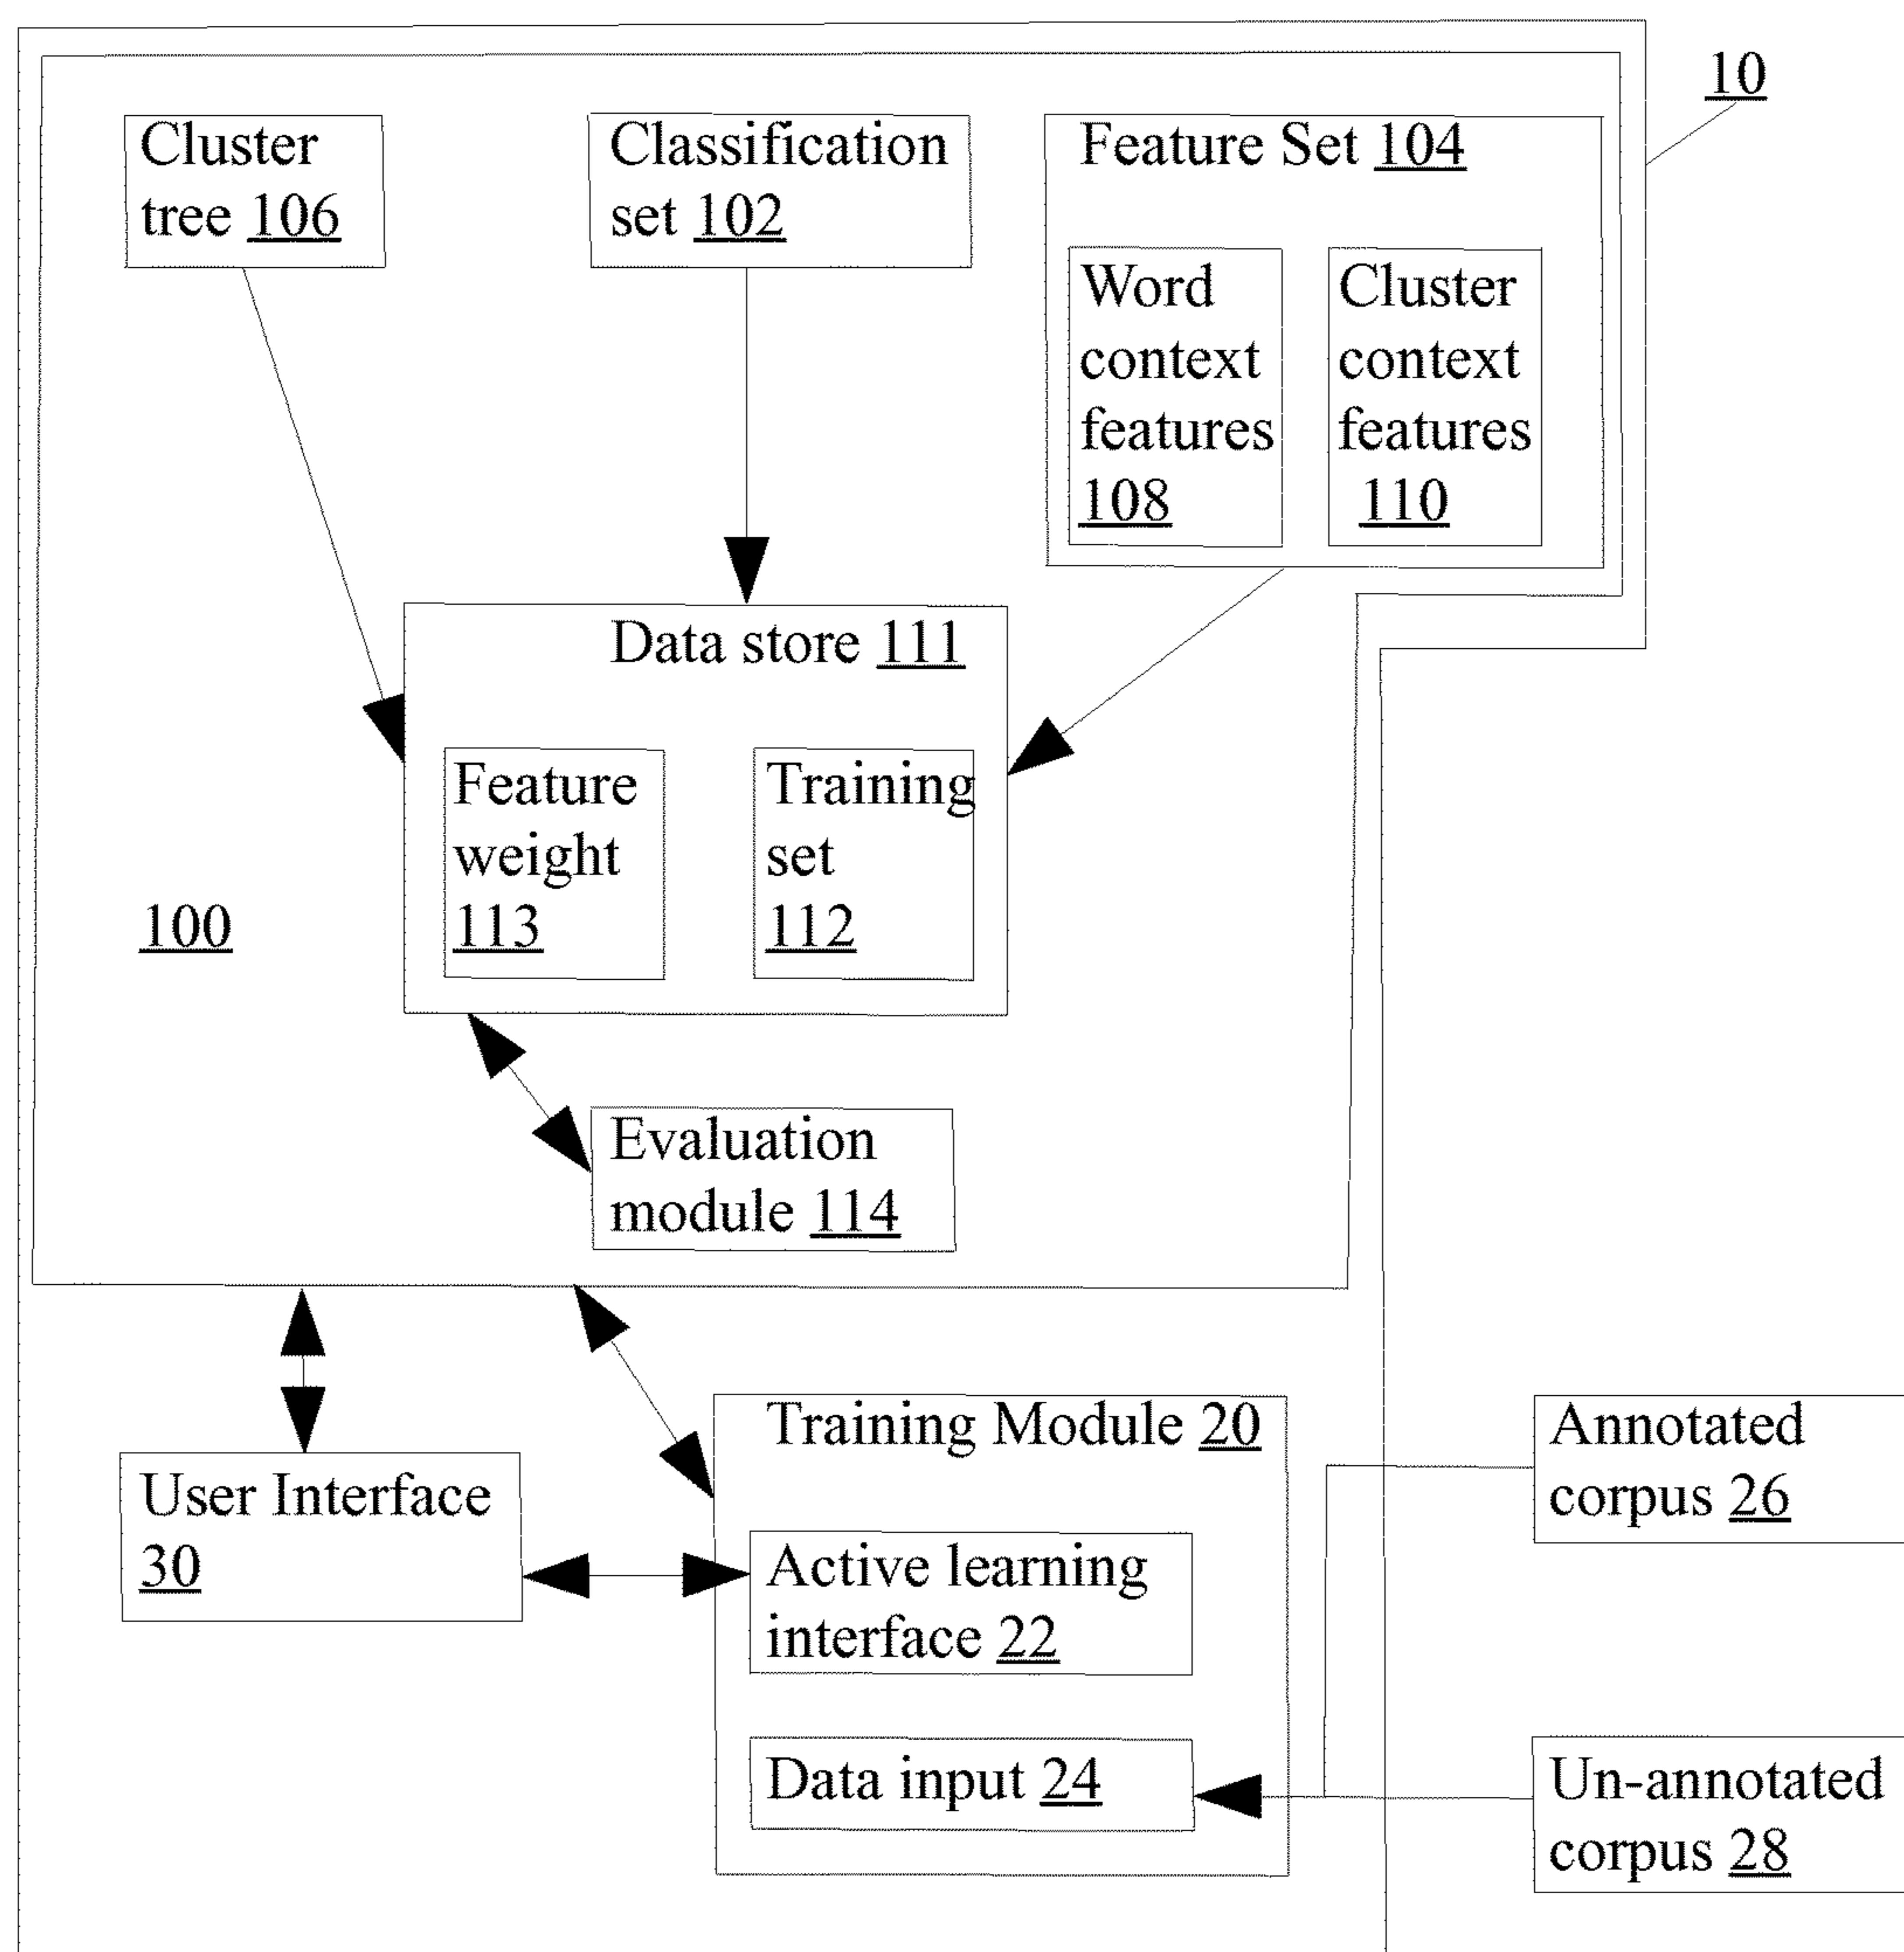 10
Cluster
tree 106
Classification
set 102
Feature Set 104
Word
context
features
108
Cluster
context
features
110
Data store 111
Feature
weight
113
Training
set
112
100
Evaluation
module 114
User Interface
30
Training Module 20
Active learning
interface 22
Data input 24
Annotated
corpus 26
Un-annotated
corpus 28